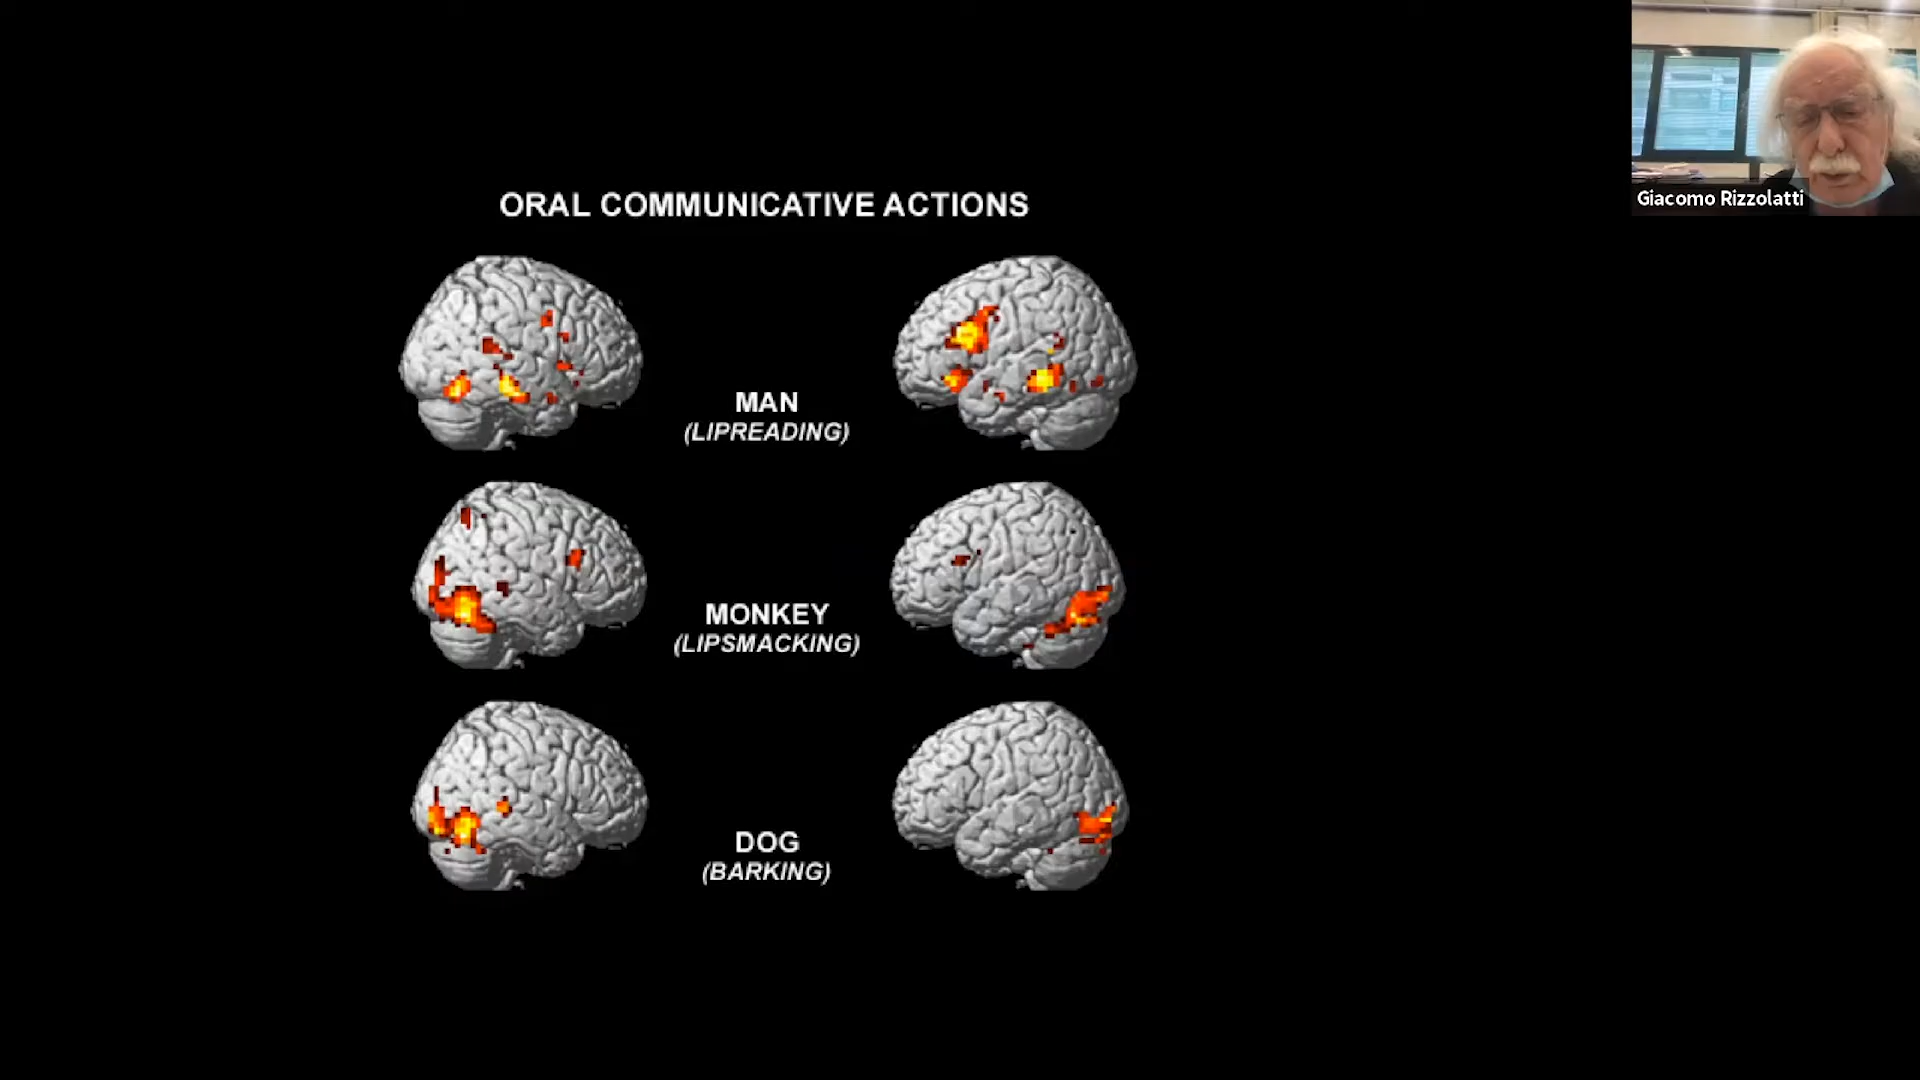 Giacomo Rizzolatti
ORAL COMMUNICATIVE ACTIONS
MAN
(LIPREADING)
MONKEY
(LIPSMACKING)
DOG
(BARKING)